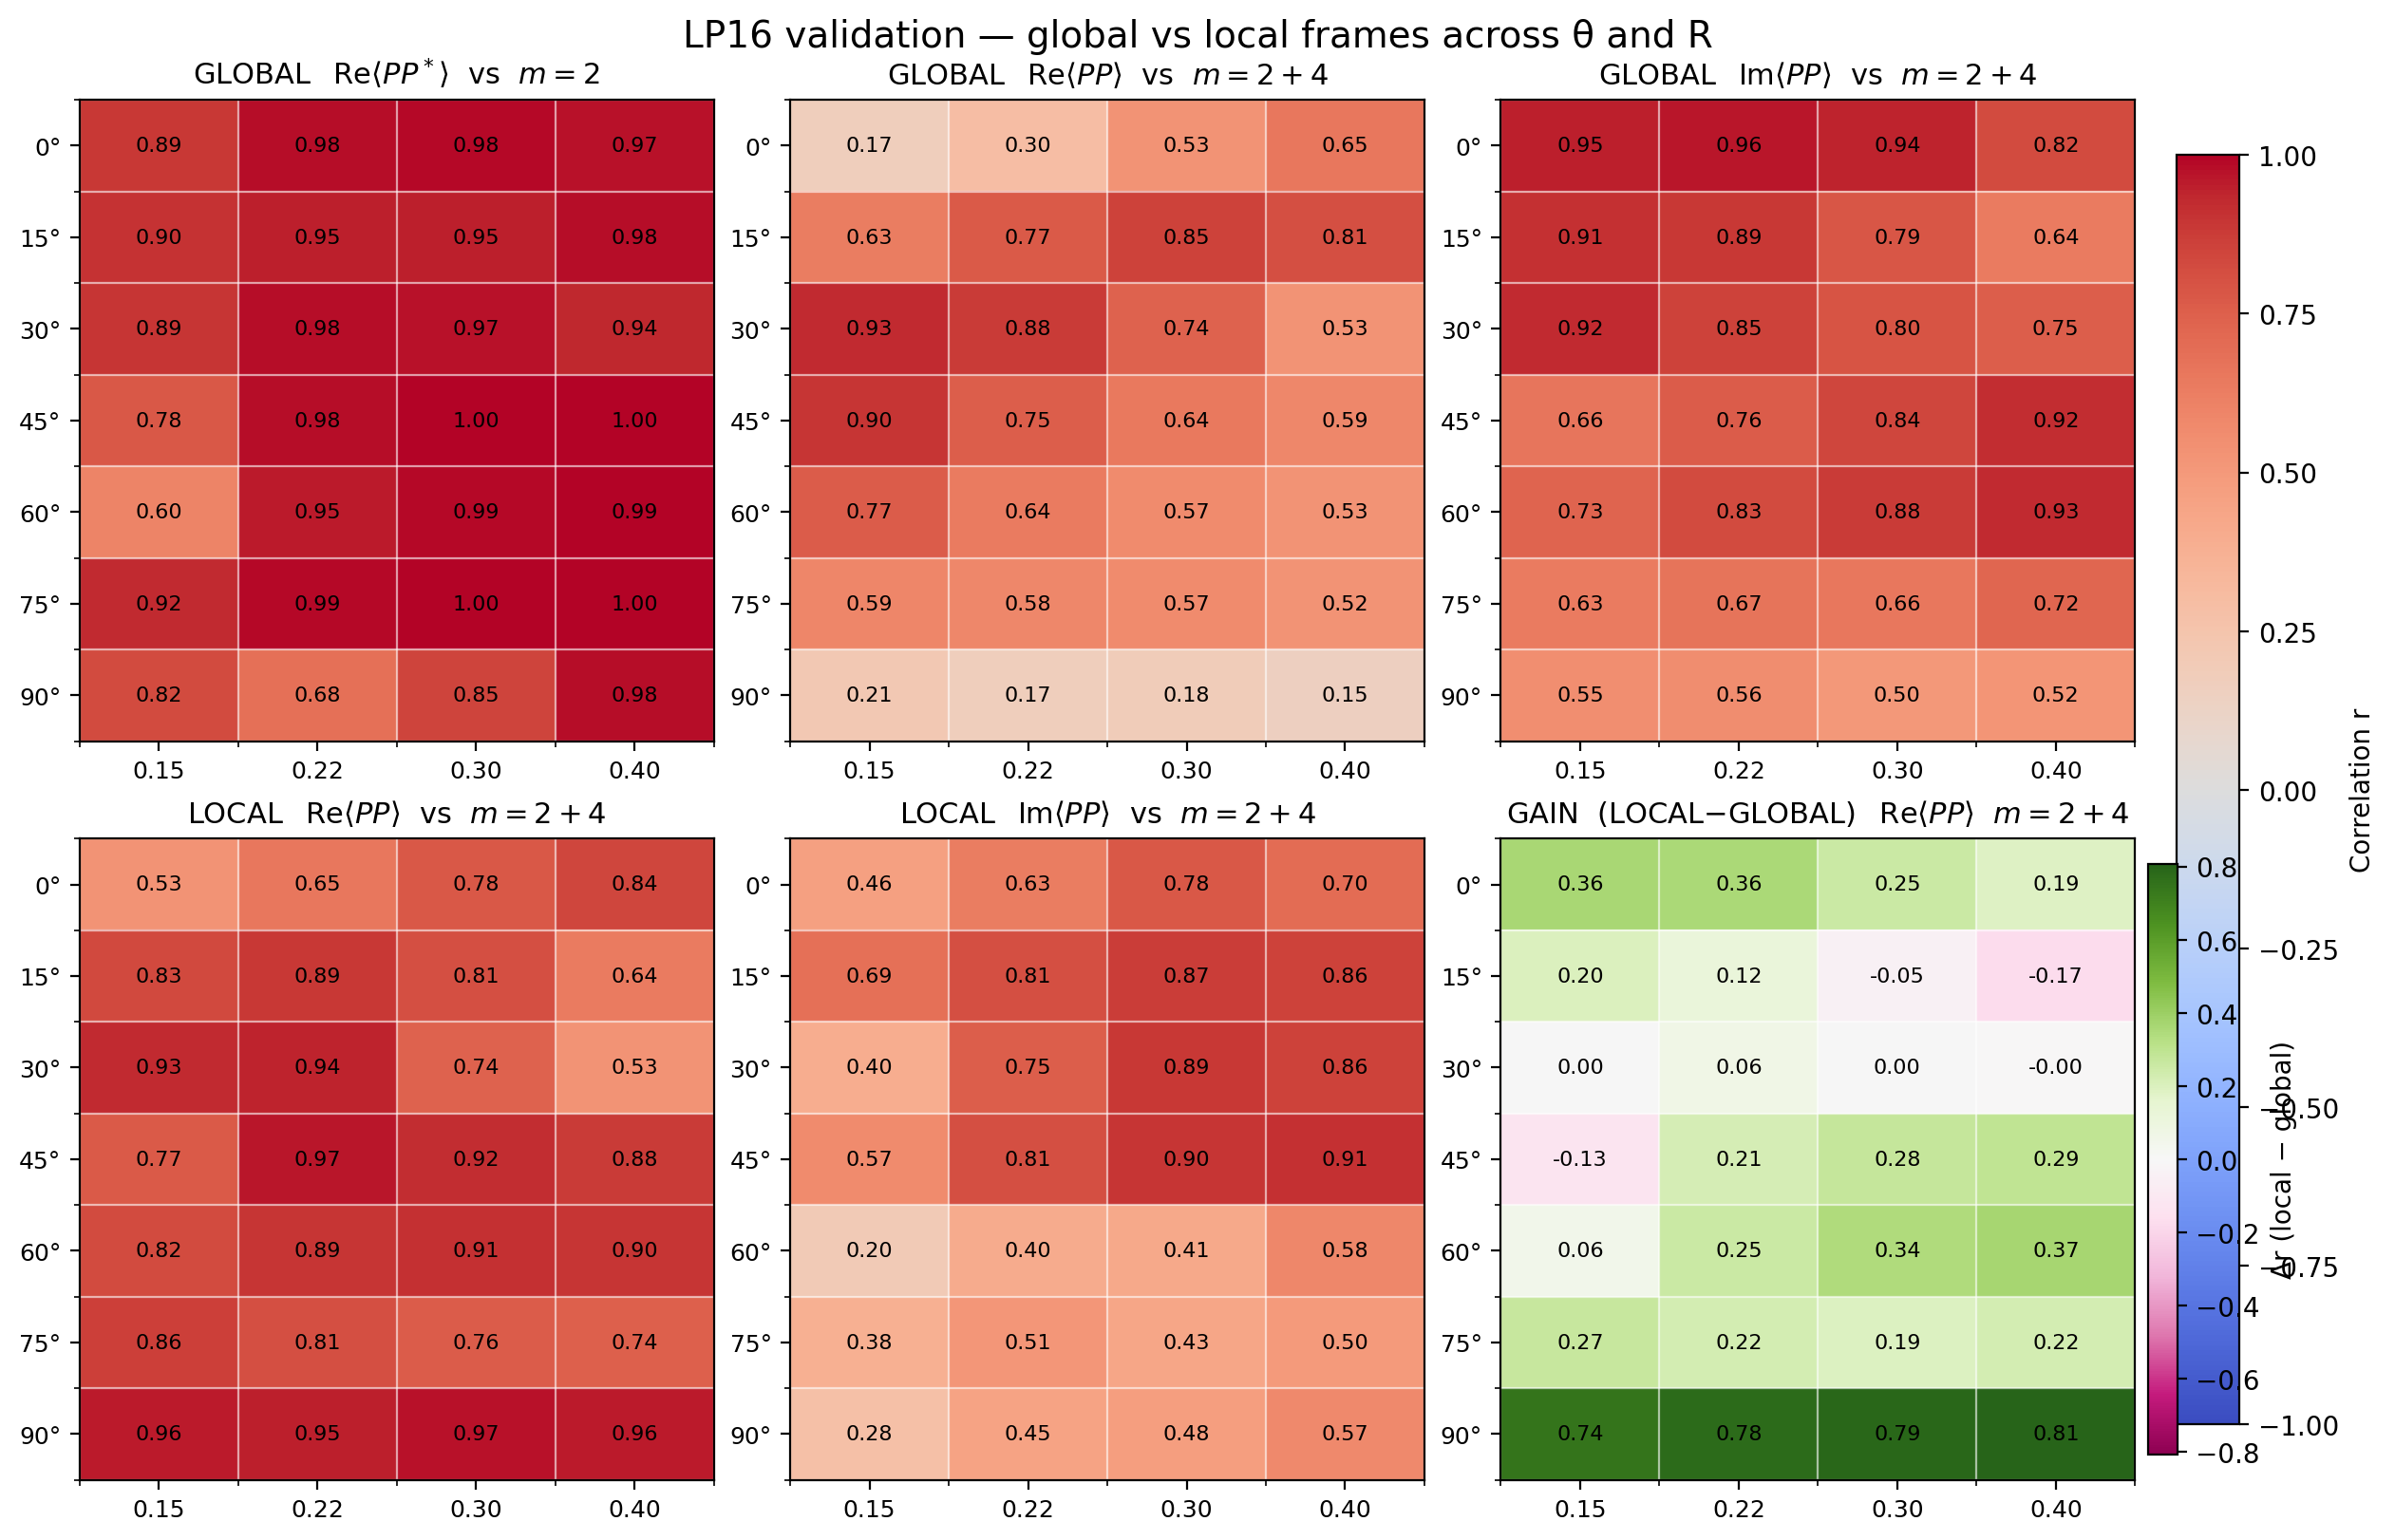 LP16 validation — global vs local frames across θ and R
GLOBAL Re⟨PP*⟩ vs m = 2
0° 0.89 0.98 0.98 0.97
15° 0.90 0.95 0.95 0.98
30° 0.89 0.98 0.97 0.94
45° 0.78 0.98 1.00 1.00
60° 0.60 0.95 0.99 0.99
75° 0.92 0.99 1.00 1.00
90° 0.82 0.68 0.85 0.98
0.15 0.22 0.30 0.40
GLOBAL Re⟨PP⟩ vs m = 2 + 4
0° 0.17 0.30 0.53 0.65
15° 0.63 0.77 0.85 0.81
30° 0.93 0.88 0.74 0.53
45° 0.90 0.75 0.64 0.59
60° 0.77 0.64 0.57 0.53
75° 0.59 0.58 0.57 0.52
90° 0.21 0.17 0.18 0.15
0.15 0.22 0.30 0.40
GLOBAL Im⟨PP⟩ vs m = 2 + 4
0° 0.95 0.96 0.94 0.82
15° 0.91 0.89 0.79 0.64
30° 0.92 0.85 0.80 0.75
45° 0.66 0.76 0.84 0.92
60° 0.73 0.83 0.88 0.93
75° 0.63 0.67 0.66 0.72
90° 0.55 0.56 0.50 0.52
0.15 0.22 0.30 0.40
LOCAL Re⟨PP⟩ vs m = 2 + 4
0° 0.53 0.65 0.78 0.84
15° 0.83 0.89 0.81 0.64
30° 0.93 0.94 0.74 0.53
45° 0.77 0.97 0.92 0.88
60° 0.82 0.89 0.91 0.90
75° 0.86 0.81 0.76 0.74
90° 0.96 0.95 0.97 0.96
0.15 0.22 0.30 0.40
LOCAL Im⟨PP⟩ vs m = 2 + 4
0° 0.46 0.63 0.78 0.70
15° 0.69 0.81 0.87 0.86
30° 0.40 0.75 0.89 0.86
45° 0.57 0.81 0.90 0.91
60° 0.20 0.40 0.41 0.58
75° 0.38 0.51 0.43 0.50
90° 0.28 0.45 0.48 0.57
0.15 0.22 0.30 0.40
GAIN (LOCAL−GLOBAL) Re⟨PP⟩ m = 2 + 4
0° 0.36 0.36 0.25 0.19
15° 0.20 0.12 -0.05 -0.17
30° 0.00 0.06 0.00 -0.00
45° -0.13 0.21 0.28 0.29
60° 0.06 0.25 0.34 0.37
75° 0.27 0.22 0.19 0.22
90° 0.74 0.78 0.79 0.81
0.15 0.22 0.30 0.40
1.00
0.75
0.50
0.25
0.00
−0.25
−0.50
−0.75
−1.00
Correlation r
0.8
0.6
0.4
0.2
0.0
−0.2
−0.4
−0.6
−0.8
Δr (local − global)